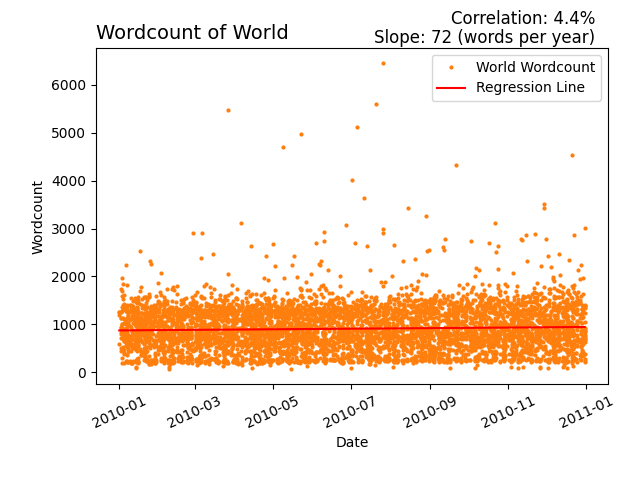 Wordcount of World
Correlation: 4.4%
Slope: 72 (words per year)
World Wordcount
Regression Line
Wordcount
6000
5000
4000
3000
2000
1000
0
2010-01
2010-03
2010-05
2010-07
2010-09
2010-11
2011-01
Date